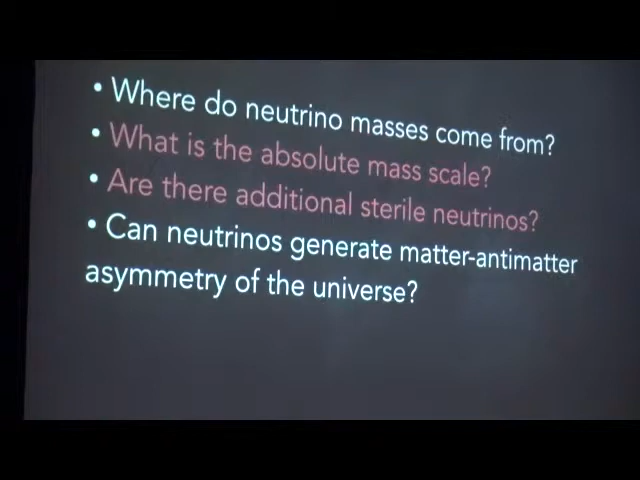 • Where do neutrino masses come from?
• What is the absolute mass scale?
• Are there additional sterile neutrinos?
• Can neutrinos generate matter-antimatter
asymmetry of the universe?